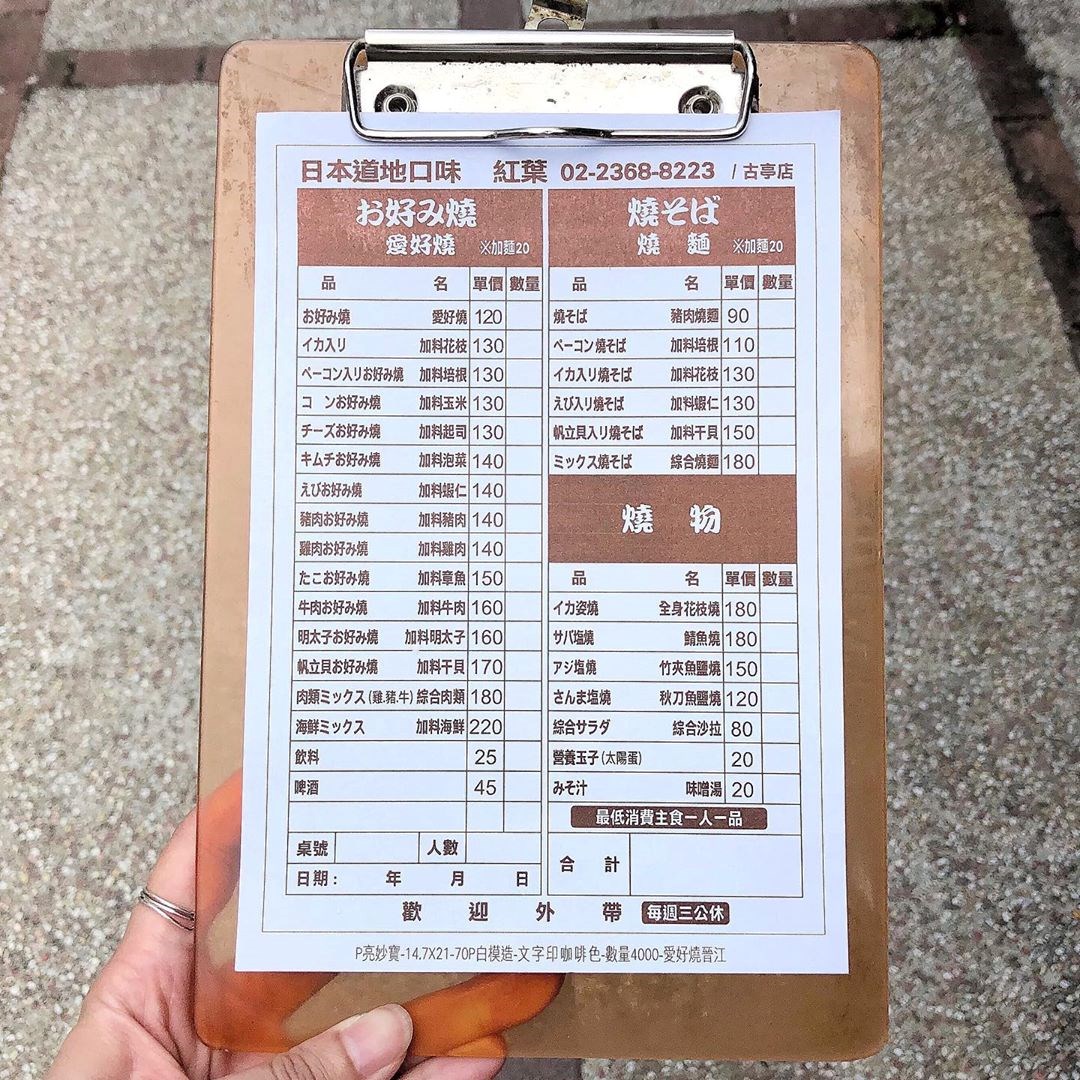 日本道地口味 紅葉 02-2368-8223 /古亭店
お好み燒
愛好燒 ※加麵20
品 名 單價 數量
お好み燒 愛好燒 120
イカ入り 加料花枝 130
ベーコン入りお好み燒 加料培根 130
コ ンお好み燒 加料玉米 130
チーズお好み燒 加料起司 130
キムチお好み燒 加料泡菜 140
えびお好み燒 加料蝦仁 140
豬肉お好み燒 加料豬肉 140
雞肉お好み燒 加料雞肉 140
たこお好み燒 加料章魚 150
牛肉お好み燒 加料牛肉 160
明太子お好み燒 加料明太子 160
帆立貝お好み燒 加料干貝 170
肉類ミックス(雞.豬.牛) 綜合肉類 180
海鮮ミックス 加料海鮮 220
飲料 25
啤酒 45
桌號 人數
日期: 年 月 日
燒そば
燒 麵 ※加麵20
品 名 單價 數量
燒そば 豬肉燒麵 90
ベーコン燒そば 加料培根 110
イカ入り燒そば 加料花枝 130
えび入り燒そば 加料蝦仁 130
帆立貝入り燒そば 加料干貝 150
ミックス燒そば 綜合燒麵 180
燒 物
品 名 單價 數量
イカ姿燒 全身花枝燒 180
サバ塩燒 鯖魚燒 180
アジ塩燒 竹夾魚鹽燒 150
さんま塩燒 秋刀魚鹽燒 120
綜合サラダ 綜合沙拉 80
營養玉子(太陽蛋) 20
みそ汁 味噌湯 20
最低消費主食一人一品
合 計
歡 迎 外 帶 每週三公休
P亮妙寶-14.7X21-70P白模造-文字印咖啡色-數量4000-愛好燒晉江